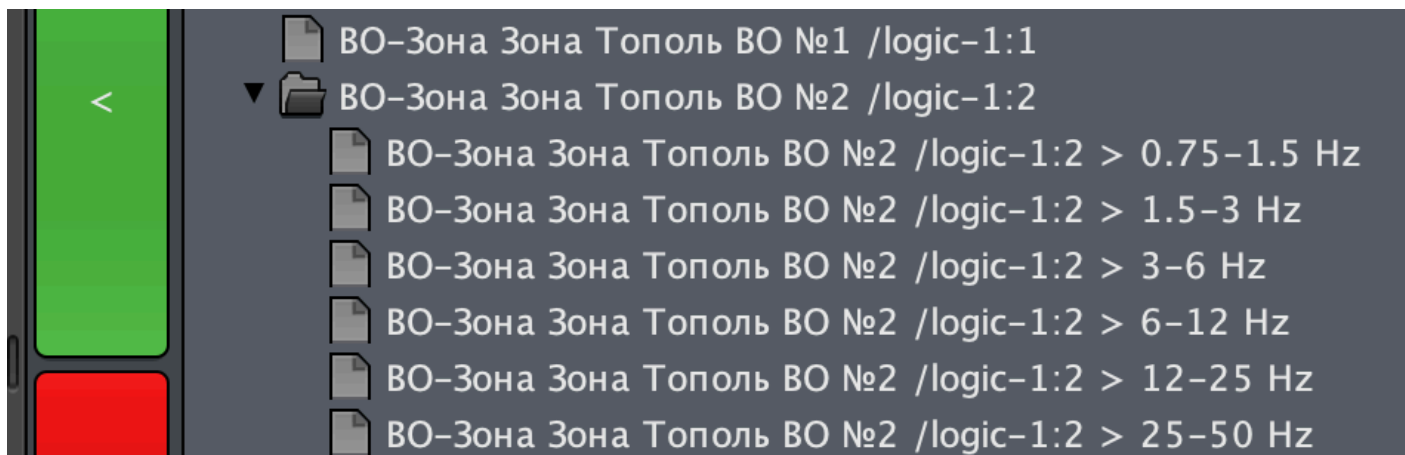 ВО–Зона Зона Тополь ВО №1 /logic–1:1
< ВО–Зона Зона Тополь ВО №2 /logic–1:2
ВО–Зона Зона Тополь ВО №2 /logic–1:2 > 0.75–1.5 Hz
ВО–Зона Зона Тополь ВО №2 /logic–1:2 > 1.5–3 Hz
ВО–Зона Зона Тополь ВО №2 /logic–1:2 > 3–6 Hz
ВО–Зона Зона Тополь ВО №2 /logic–1:2 > 6–12 Hz
ВО–Зона Зона Тополь ВО №2 /logic–1:2 > 12–25 Hz
ВО–Зона Зона Тополь ВО №2 /logic–1:2 > 25–50 Hz